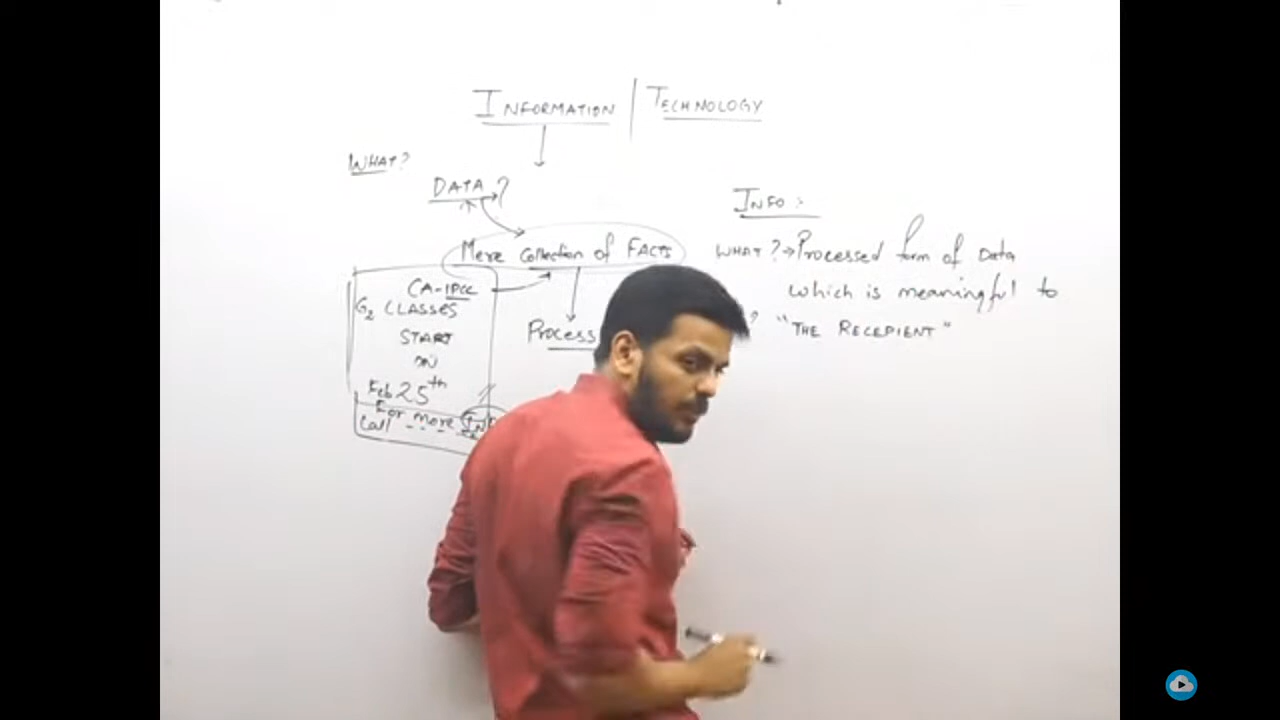 INFORMATION | TECHNOLOGY
WHAT?
DATA ?
Mere Collection of FACTS
CA-IPCC
G2 CLASSES
START
ON
Feb 25th
For more
Call - - -
Process
INFO :
WHAT ? → Processed form of Data
which is meaningful to
? "THE RECEPIENT"